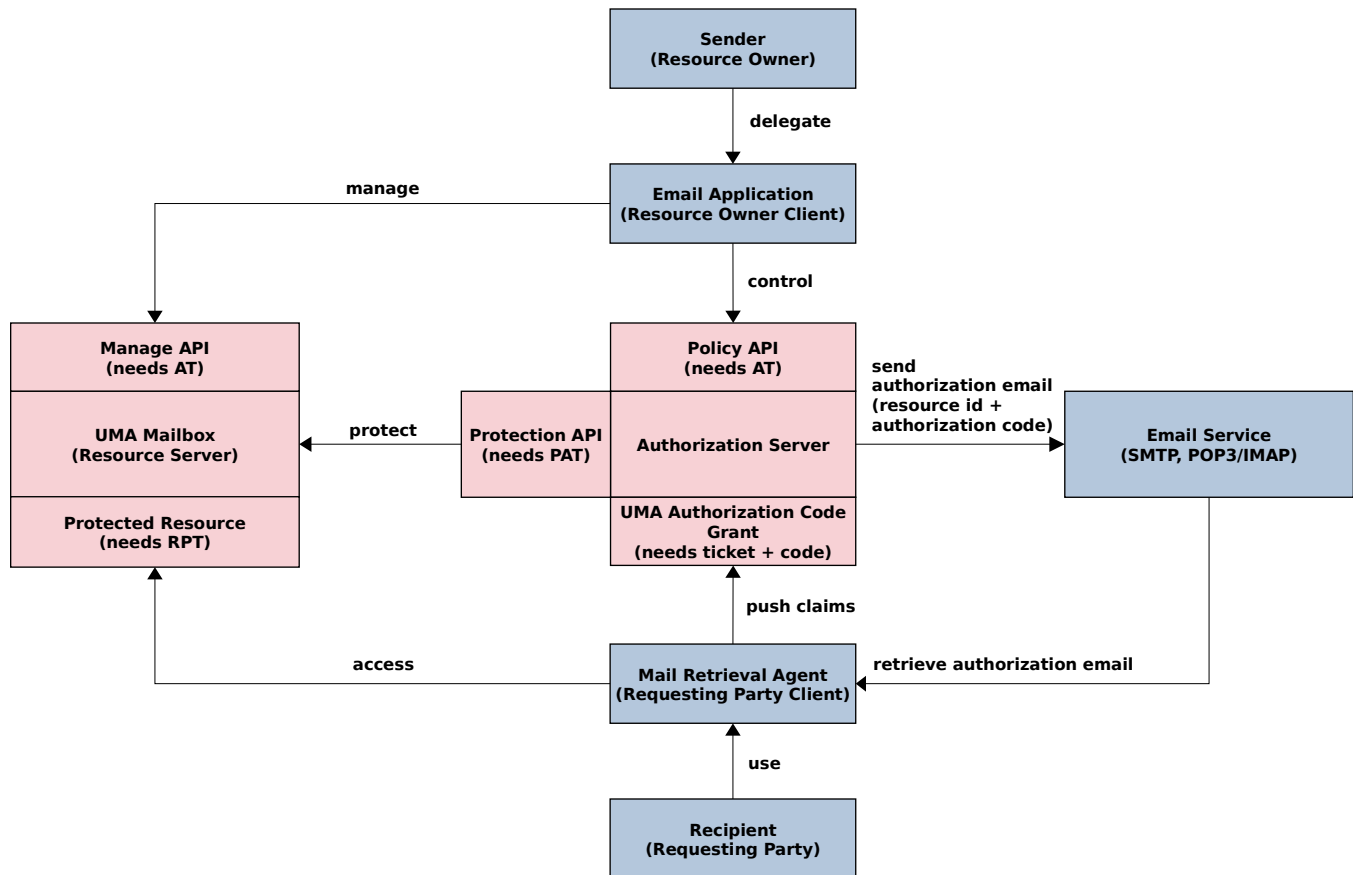 Sender
(Resource Owner)
delegate
manage
Email Application
(Resource Owner Client)
control
Manage API
(needs AT)
Policy API
(needs AT)
send
authorization email
(resource id +
authorization code)
UMA Mailbox
(Resource Server)
protect
Protection API
(needs PAT)
Authorization Server
Email Service
(SMTP, POP3/IMAP)
Protected Resource
(needs RPT)
UMA Authorization Code
Grant
(needs ticket + code)
push claims
access
Mail Retrieval Agent
(Requesting Party Client)
retrieve authorization email
use
Recipient
(Requesting Party)